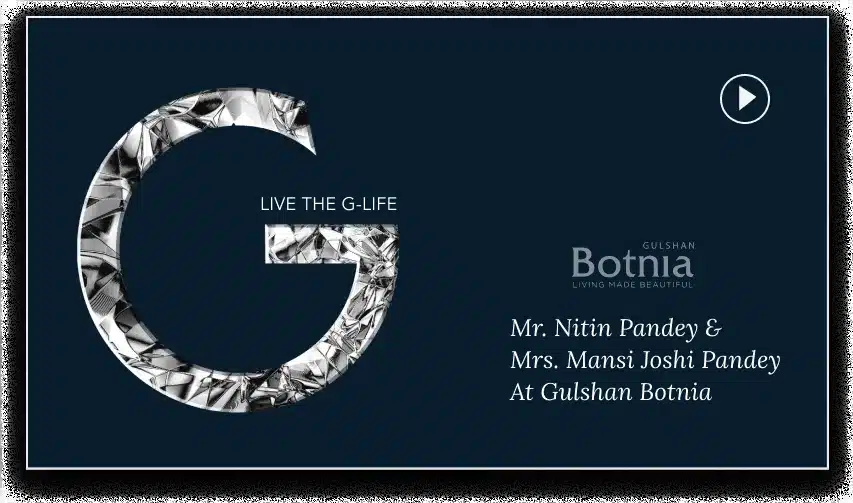 LIVE THE G-LIFE
GULSHAN
Botnia
LIVING MADE BEAUTIFUL
Mr. Nitin Pandey &
Mrs. Mansi Joshi Pandey
At Gulshan Botnia